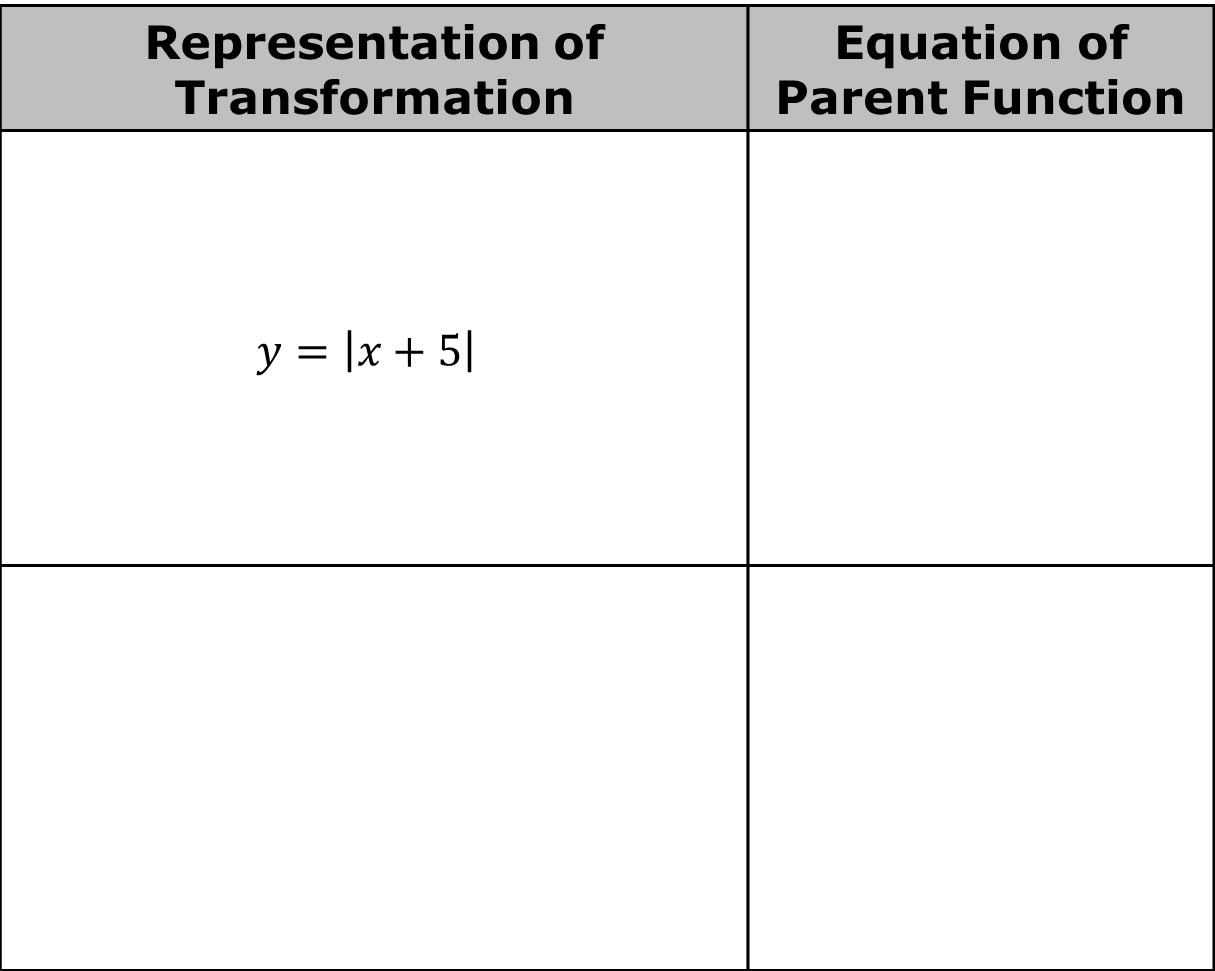 Representation of
Transformation
Equation of
Parent Function
y = |x + 5|